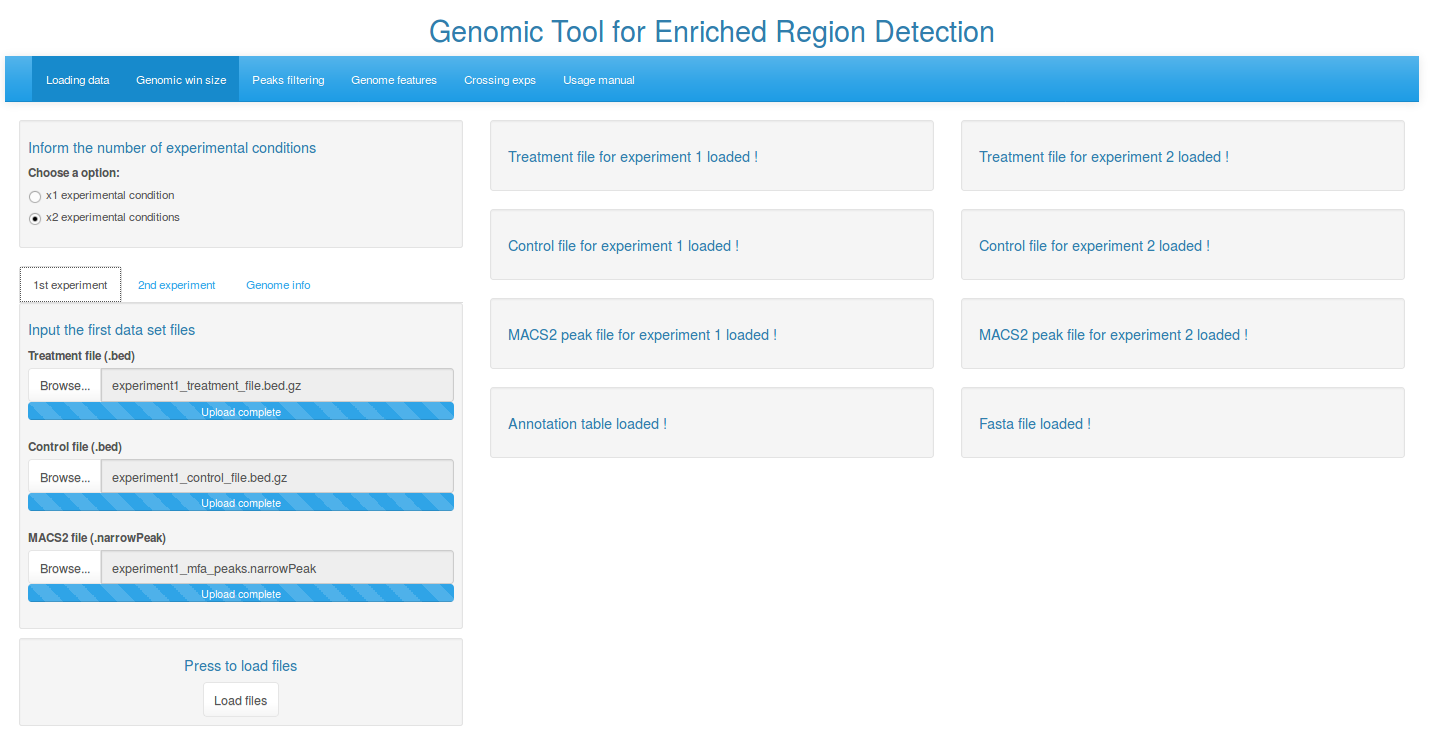 Genomic Tool for Enriched Region Detection
Loading data Genomic win size Peaks filtering Genome features Crossing exps Usage manual
Inform the number of experimental conditions
Choose a option:
x1 experimental condition
x2 experimental conditions
1st experiment 2nd experiment Genome info
Input the first data set files
Treatment file (.bed)
Browse... experiment1_treatment_file.bed.gz
Upload complete
Control file (.bed)
Browse... experiment1_control_file.bed.gz
Upload complete
MACS2 file (.narrowPeak)
Browse... experiment1_mfa_peaks.narrowPeak
Upload complete
Press to load files
Load files
Treatment file for experiment 1 loaded !
Treatment file for experiment 2 loaded !
Control file for experiment 1 loaded !
Control file for experiment 2 loaded !
MACS2 peak file for experiment 1 loaded !
MACS2 peak file for experiment 2 loaded !
Annotation table loaded !
Fasta file loaded !